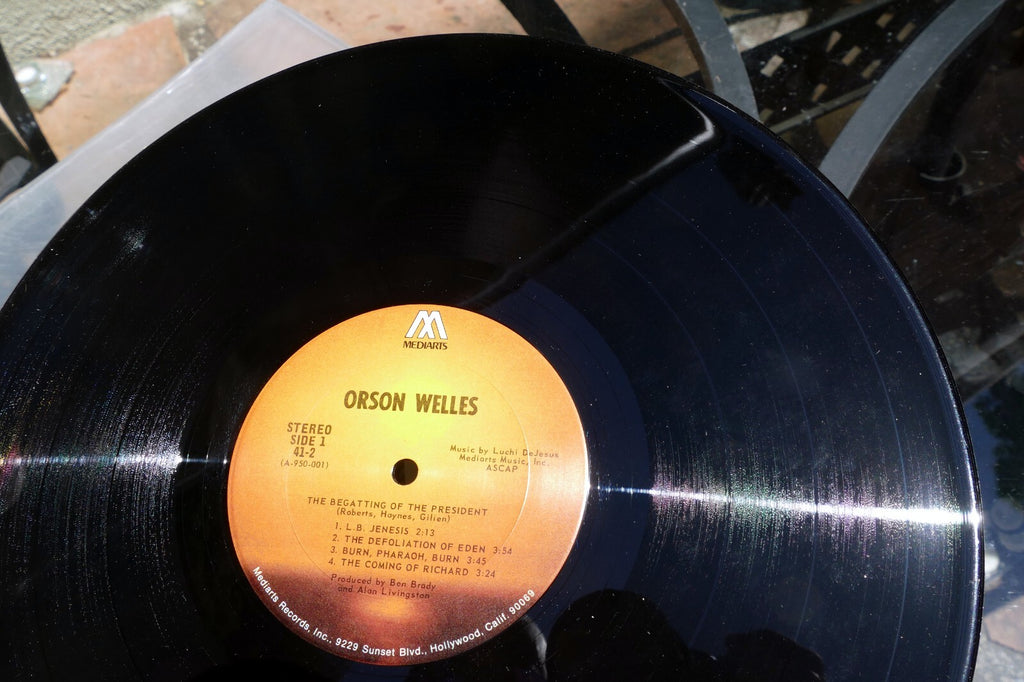 MEDIARTS
ORSON WELLES
STEREO
SIDE 1
41-2
(A-950-001)
Music by Luchi DeJesus
Mediarts Music, Inc.
ASCAP
THE BEGATTING OF THE PRESIDENT
(Roberts, Haynes, Gilien)
1. L.B. JENESIS 2:13
2. THE DEFOLIATION OF EDEN 3:54
3. BURN, PHARAOH, BURN 3:45
4. THE COMING OF RICHARD 3:24
Produced by Ben Brady
and Alan Livingston
Mediarts Records, Inc., 9229 Sunset Blvd., Hollywood, Calif. 90069